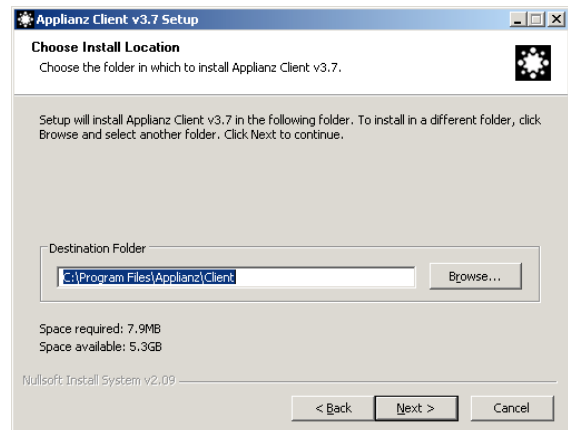 Applianz Client v3.7 Setup
Choose Install Location
Choose the folder in which to install Applianz Client v3.7.
Setup will install Applianz Client v3.7 in the following folder. To install in a different folder, click
Browse and select another folder. Click Next to continue.
Destination Folder
C:\Program Files\Applianz\Client
Browse...
Space required: 7.9MB
Space available: 5.3GB
Nullsoft Install System v2.09
< Back
Next >
Cancel